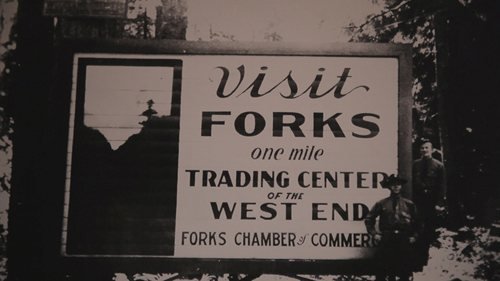 Visit
FORKS
one mile
TRADING CENTER
OF THE
WEST END
FORKS CHAMBER of COMMERC